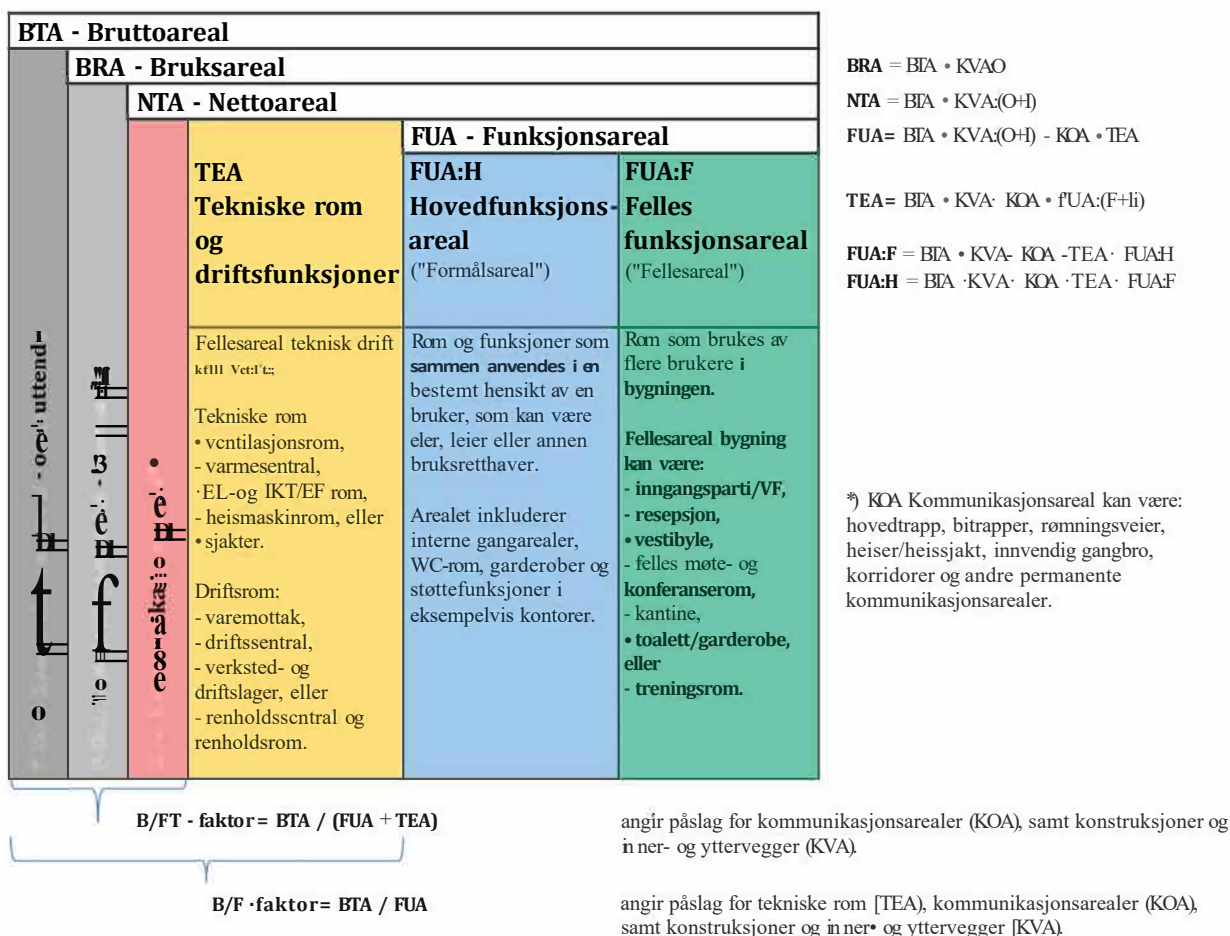 BTA - Bruttoareal
BRA - Bruksareal
NTA - Nettoareal
FUA - Funksjonsareal
TEA
Tekniske rom
og
driftsfunksjoner
FUA:H
Hovedfunksjons-
areal
("Formålsareal")
FUA:F
Felles
funksjonsareal
("Fellesareal")
uttend
Fellesareal teknisk drift
Tekniske rom
• vcntilasjonsrom,
- varmesentral,
·EL-og IKT/EF rom,
- heismaskinrom, eller
• sjakter.
Driftsrom:
- varemottak,
- driftssentral,
- verksted- og
driftslager, eller
- renholdsscntral og
renholdsrom.
Rom og funksjoner som
sammen anvendes i en
bestemt hensikt av en
bruker, som kan være
eler, leier eller annen
bruksretthaver.
Arealet inkluderer
interne gangarealer,
WC-rom, garderober og
støttefunksjoner i
eksempelvis kontorer.
Rom som brukes av
flere brukere i
bygningen.
Fellesareal bygning
kan være:
- inngangsparti/VF,
- resepsjon,
• vestibyle,
- felles møte- og
konferanserom,
- kantine,
• toalett/garderobe,
eller
- treningsrom.
BRA = BTA • KVA:O
NTA = BTA • KVA:(O+I)
FUA= BTA • KVA:(O+I) - KOA • TEA
TEA= BTA • KVA· KOA • f'UA:(F+li)
FUA:F = BTA • KVA- KOA -TEA· FUA:H
FUA:H = BTA ·KVA· KOA ·TEA· FUA:F
*) KOA Kommunikasjonsareal kan være:
hovedtrapp, bitrapper, rømningsveier,
heiser/heissjakt, innvendig gangbro,
korridorer og andre permanente
kommunikasjonsarealer.
B/FT - faktor= BTA / (FUA + TEA)
angir påslag for kommunikasjonsarealer (KOA), samt konstruksjoner og
inner- og yttervegger (KVA).
B/F ·faktor= BTA / FUA
angir påslag for tekniske rom [TEA), kommunikasjonsarealer (KOA),
samt konstruksjoner og inner• og yttervegger [KVA).